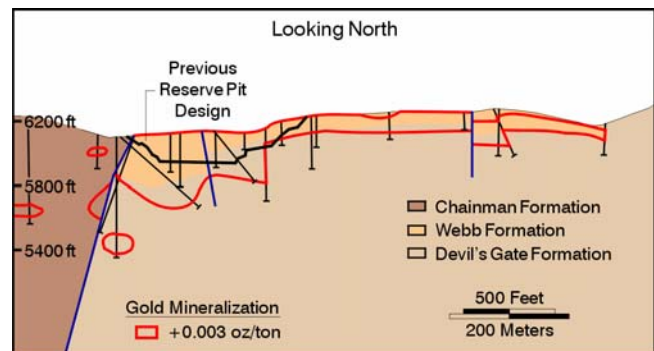 Looking North
Previous
Reserve Pit
Design
6200 ft
5800 ft
5400 ft
Chainman Formation
Webb Formation
Devil's Gate Formation
Gold Mineralization
+0.003 oz/ton
500 Feet
200 Meters